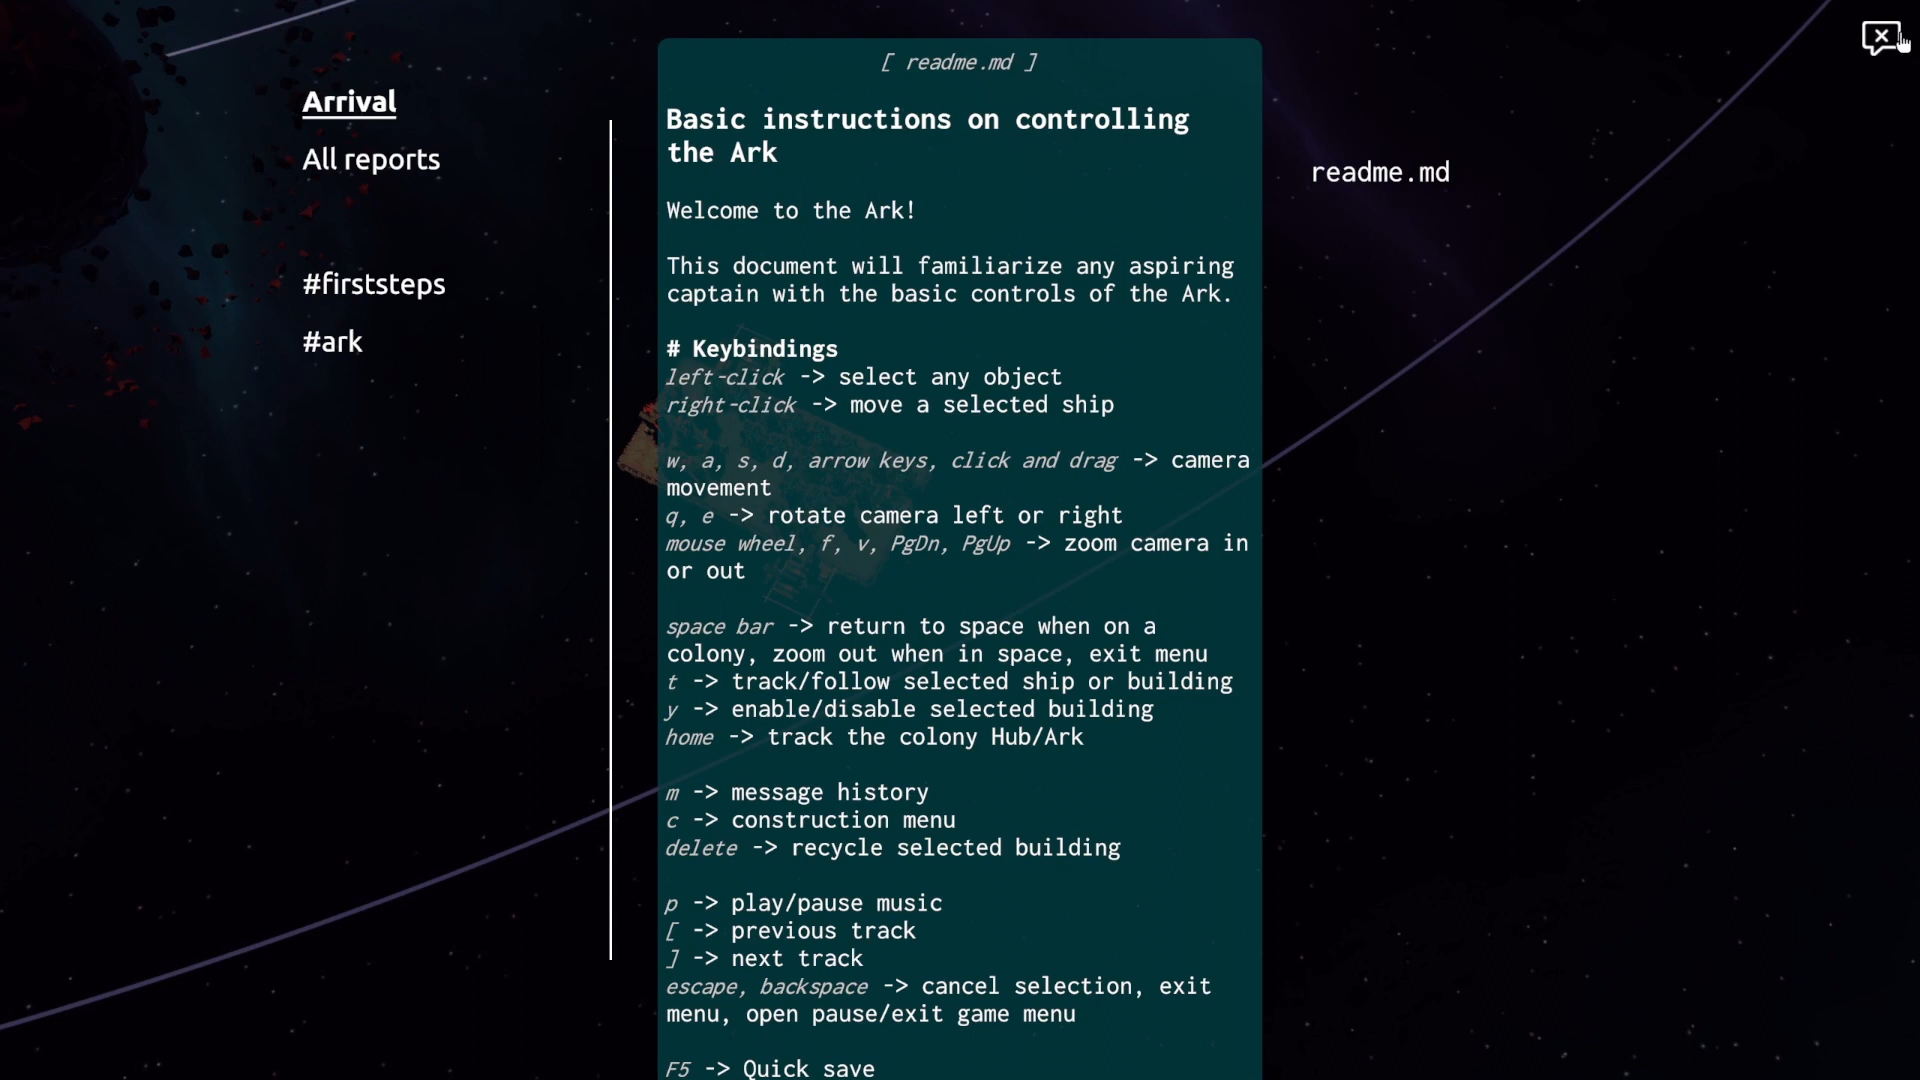 Arrival
All reports
#firststeps
#ark
[ readme.md ]
Basic instructions on controlling
the Ark
Welcome to the Ark!
This document will familiarize any aspiring
captain with the basic controls of the Ark.
# Keybindings
left-click -> select any object
right-click -> move a selected ship
w, a, s, d, arrow keys, click and drag -> camera
movement
q, e -> rotate camera left or right
mouse wheel, f, v, PgDn, PgUp -> zoom camera in
or out
space bar -> return to space when on a
colony, zoom out when in space, exit menu
t -> track/follow selected ship or building
y -> enable/disable selected building
home -> track the colony Hub/Ark
m -> message history
c -> construction menu
delete -> recycle selected building
p -> play/pause music
[ -> previous track
] -> next track
escape, backspace -> cancel selection, exit
menu, open pause/exit game menu
F5 -> Quick save
readme.md